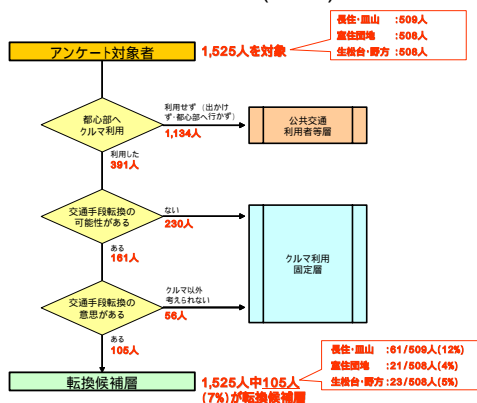 長住・皿山 :509人
室住団地 :508人
生松台・野方 :508人
アンケート対象者
1,525人を対象
都心部へ
クルマ利用
利用せず (出かけ
ず・都心部へ行かず)
1,134人
公共交通
利用者等層
利用した
391人
交通手段転換の
可能性がある
ない
230人
ある
161人
クルマ利用
固定層
交通手段転換の
意思がある
クルマ以外
考えられない
56人
ある
105人
転換候補層
1,525人中105人
(7%)が転換候補層
長住・皿山 :61/509人(12%)
室住団地 :21/508人(4%)
生松台・野方:23/508人(5%)